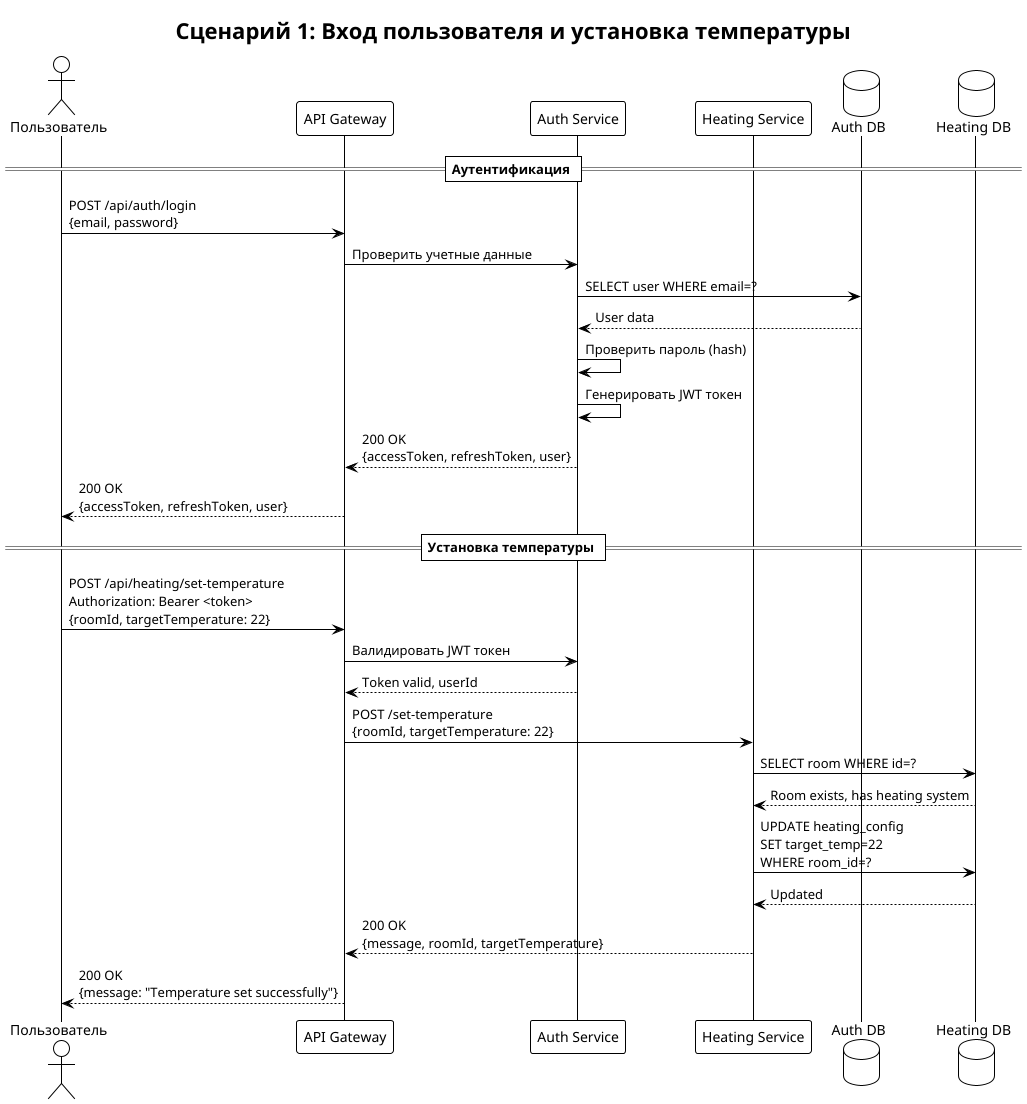 Сценарий 1: Вход пользователя и установка температуры
Пользователь
API Gateway
Auth Service
Heating Service
Auth DB
Heating DB
Аутентификация
POST /api/auth/login
{email, password}
Проверить учетные данные
SELECT user WHERE email=?
User data
Проверить пароль (hash)
Генерировать JWT токен
200 OK
{accessToken, refreshToken, user}
200 OK
{accessToken, refreshToken, user}
Установка температуры
POST /api/heating/set-temperature
Authorization: Bearer <token>
{roomId, targetTemperature: 22}
Валидировать JWT токен
Token valid, userId
POST /set-temperature
{roomId, targetTemperature: 22}
SELECT room WHERE id=?
Room exists, has heating system
UPDATE heating_config
SET target_temp=22
WHERE room_id=?
Updated
200 OK
{message, roomId, targetTemperature}
200 OK
{message: "Temperature set successfully"}
Пользователь
API Gateway
Auth Service
Heating Service
Auth DB
Heating DB